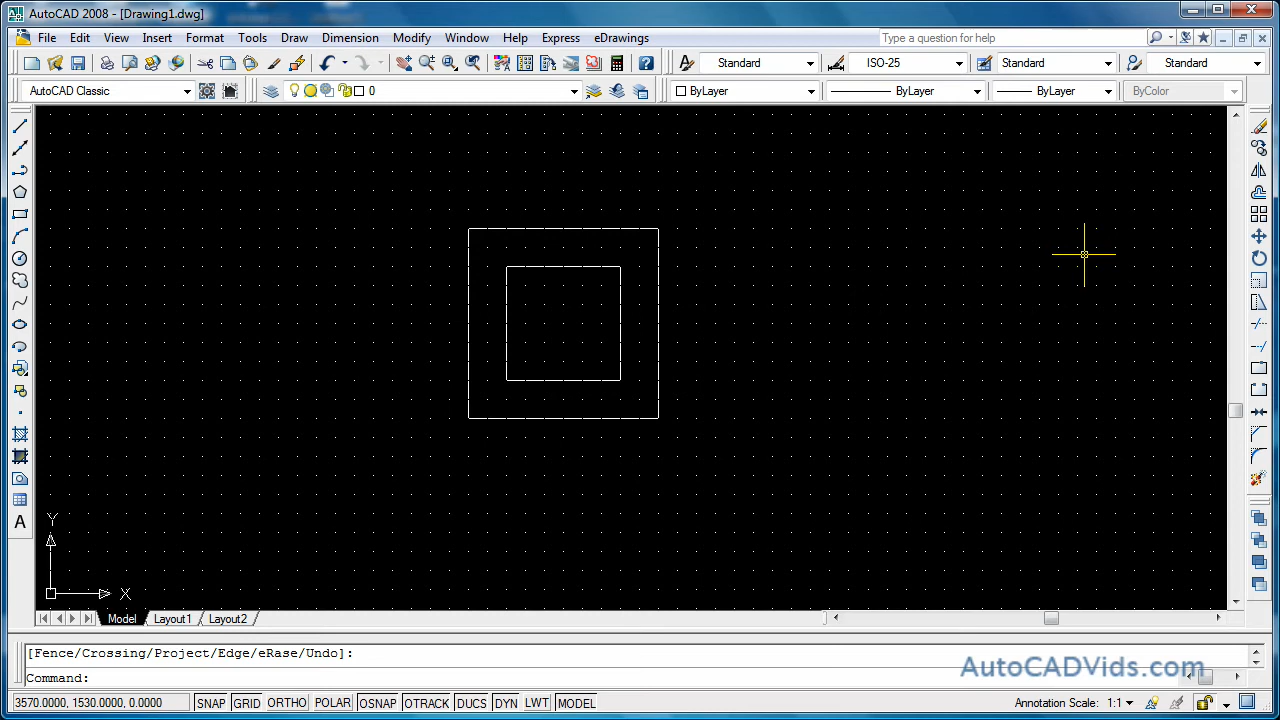 AutoCAD 2008 - [Drawing1.dwg]
File Edit View Insert Format Tools Draw Dimension Modify Window Help Express eDrawings Type a question for help
Standard ISO-25 Standard Standard
AutoCAD Classic 0 ByLayer ByLayer ByLayer ByColor
Y
X
A
Model Layout1 Layout2
[Fence/Crossing/Project/Edge/eRase/Undo]:
Command:
AutoCADVids.com
3570.0000, 1530.0000, 0.0000 SNAP GRID ORTHO POLAR OSNAP OTRACK DUCS DYN LWT MODEL Annotation Scale: 1:1